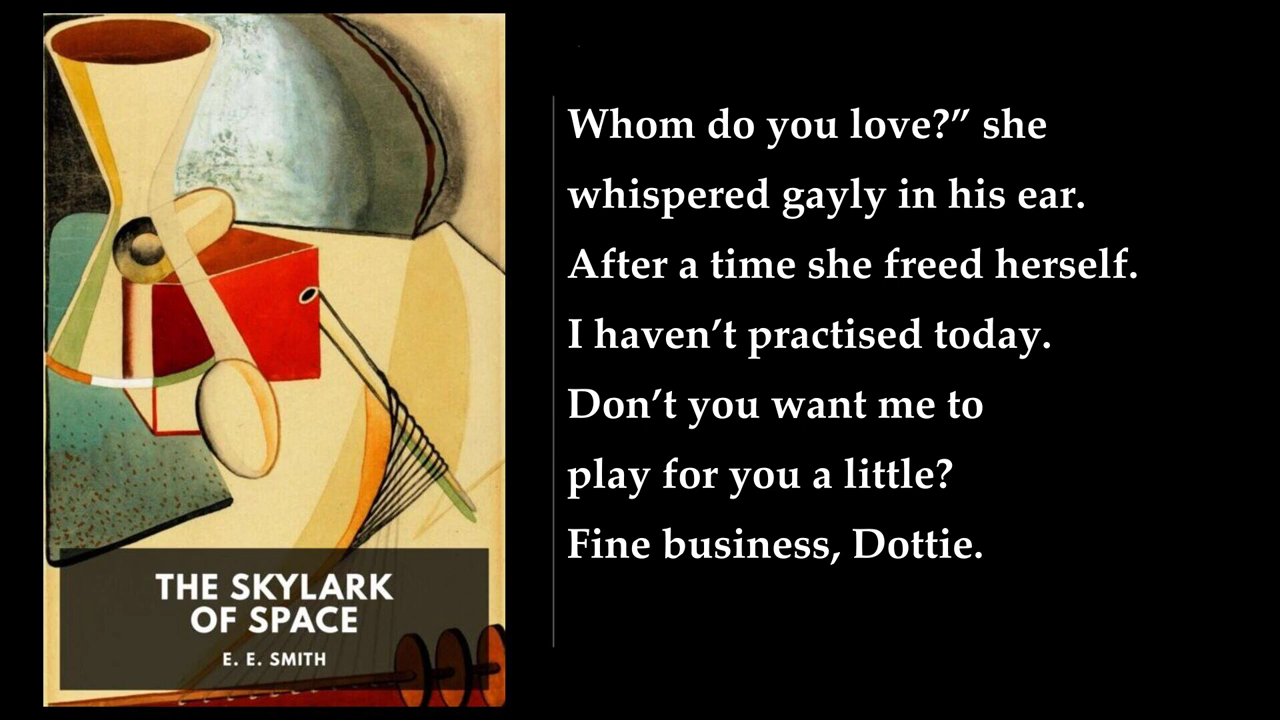 THE SKYLARK
OF SPACE
E. E. SMITH
Whom do you love?” she
whispered gayly in his ear.
After a time she freed herself.
I haven’t practised today.
Don’t you want me to
play for you a little?
Fine business, Dottie.